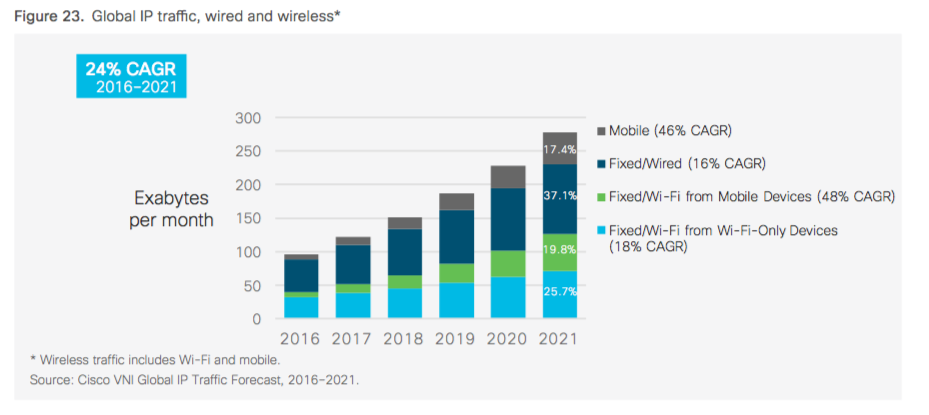 Figure 23. Global IP traffic, wired and wireless*
24% CAGR
2016–2021
300
250
200
150
100
50
0
Exabytes
per month
17.4%
37.1%
19.8%
25.7%
2016 2017 2018 2019 2020 2021
Mobile (46% CAGR)
Fixed/Wired (16% CAGR)
Fixed/Wi-Fi from Mobile Devices (48% CAGR)
Fixed/Wi-Fi from Wi-Fi-Only Devices
(18% CAGR)
* Wireless traffic includes Wi-Fi and mobile.
Source: Cisco VNI Global IP Traffic Forecast, 2016–2021.